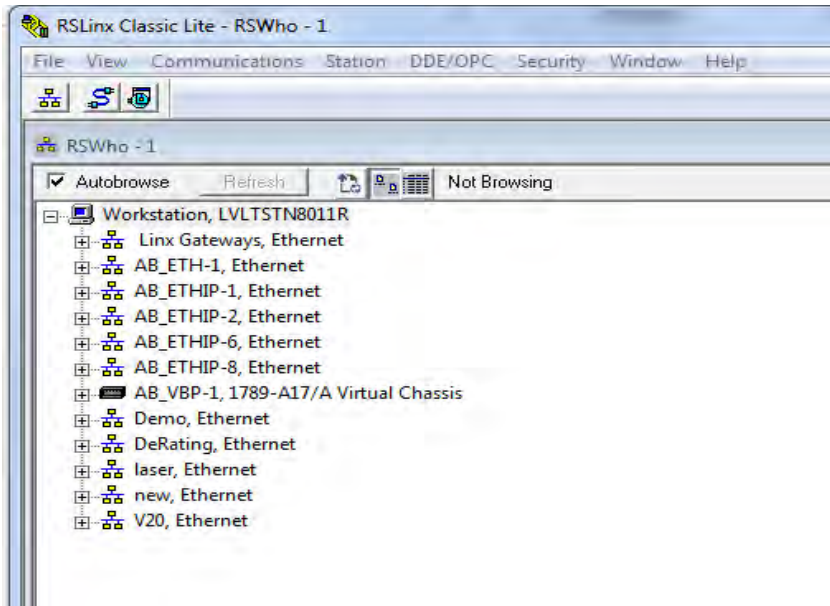 RSLinx Classic Lite - RSWho - 1
File View Communications Station DDE/OPC Security Window Help
RSWho - 1
Autobrowse Refresh Not Browsing
Workstation, LVLTSTN8011R
Linx Gateways, Ethernet
AB_ETH-1, Ethernet
AB_ETHIP-1, Ethernet
AB_ETHIP-2, Ethernet
AB_ETHIP-6, Ethernet
AB_ETHIP-8, Ethernet
AB_VBP-1, 1789-A17/A Virtual Chassis
Demo, Ethernet
DeRating, Ethernet
laser, Ethernet
new, Ethernet
V20, Ethernet